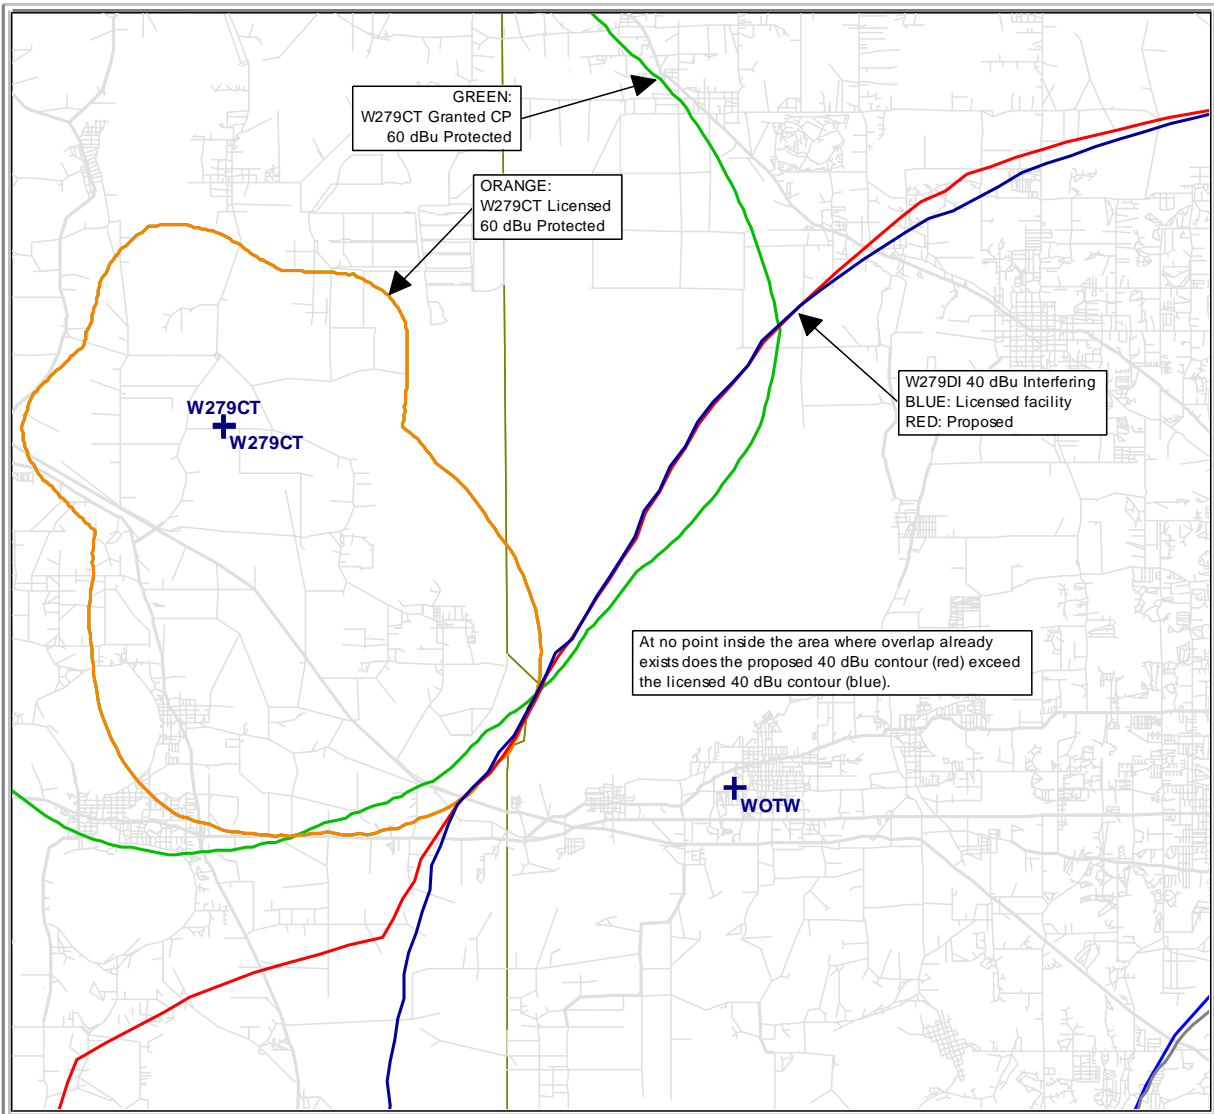 GREEN:
W279CT Granted CP
60 dBu Protected
ORANGE:
W279CT Licensed
60 dBu Protected
W279DI 40 dBu Interfering
BLUE: Licensed facility
RED: Proposed
W279CT
W279CT
At no point inside the area where overlap already
exists does the proposed 40 dBu contour (red) exceed
the licensed 40 dBu contour (blue).
WOTW